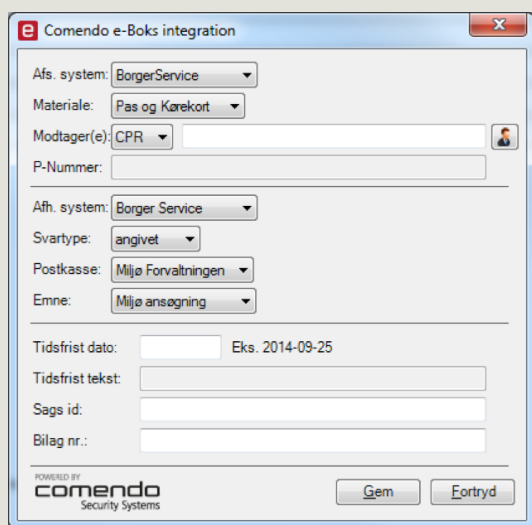 Comendo e-Boks integration
Afs. system: BorgerService
Materiale: Pas og Kørekort
Modtager(e): CPR
P-Nummer:
Afh. system: Borger Service
Svartype: angivet
Postkasse: Miljø Forvaltningen
Emne: Miljø ansøgning
Tidsfrist dato: Eks. 2014-09-25
Tidsfrist tekst:
Sags id:
Bilag nr.:
POWERED BY
comendo
Security Systems
Gem Fortryd